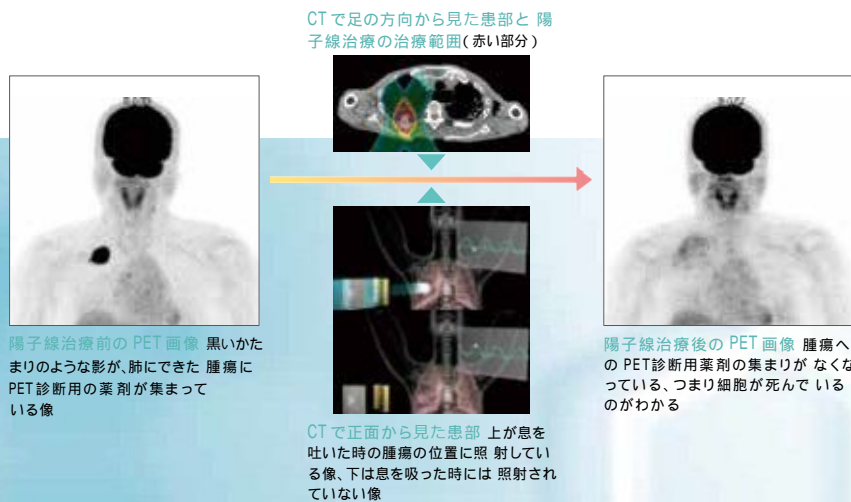 CTで足の方向から見た患部と 陽
子線治療の治療範囲(赤い部分)
陽子線治療前の PET 画像 黒いかた
まりのような影が、肺にできた 腫瘍に
PET診断用の薬剤が集まって
いる像
CTで正面から見た患部 上が息を
吐いた時の腫瘍の位置に照 射してい
る像、下は息を吸った時には 照射され
ていない像
陽子線治療後の PET 画像 腫瘍へ
の PET診断用薬剤の集まりが なくな
っている、つまり細胞が死んで いる
のがわかる